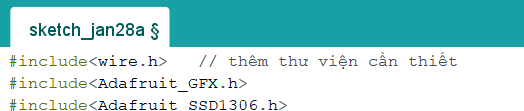 sketch_jan28a §
#include<wire.h>   // thêm thư viện cần thiết
#include<Adafruit_GFX.h>
#include<Adafruit_SSD1306.h>